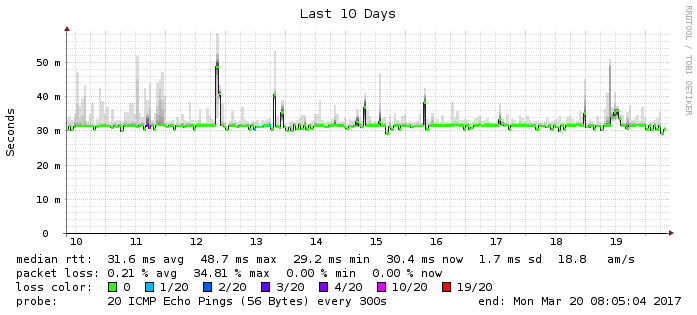 Last 10 Days
RRDTOOL / TOBI OETIKER
Seconds
50 m
40 m
30 m
20 m
10 m
0
10 11 12 13 14 15 16 17 18 19
median rtt: 31.6 ms avg 48.7 ms max 29.2 ms min 30.4 ms now 1.7 ms sd 18.8 am/s
packet loss: 0.21 % avg 34.81 % max 0.00 % min 0.00 % now
loss color: 0 1/20 2/20 3/20 4/20 10/20 19/20
probe: 20 ICMP Echo Pings (56 Bytes) every 300s end: Mon Mar 20 08:05:04 2017